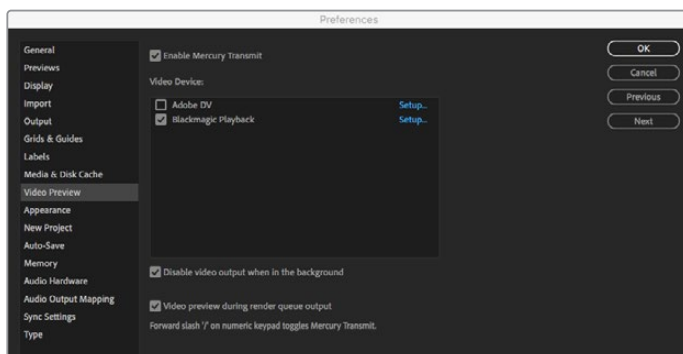 Preferences
General
Previews
Display
Import
Output
Grids & Guides
Labels
Media & Disk Cache
Video Preview
Appearance
New Project
Auto-Save
Memory
Audio Hardware
Audio Output Mapping
Sync Settings
Type
Enable Mercury Transmit
Video Device:
Adobe DV Setup...
Blackmagic Playback Setup...
Disable video output when in the background
Video preview during render queue output
Forward slash '/' on numeric keypad toggles Mercury Transmit.
OK
Cancel
Previous
Next